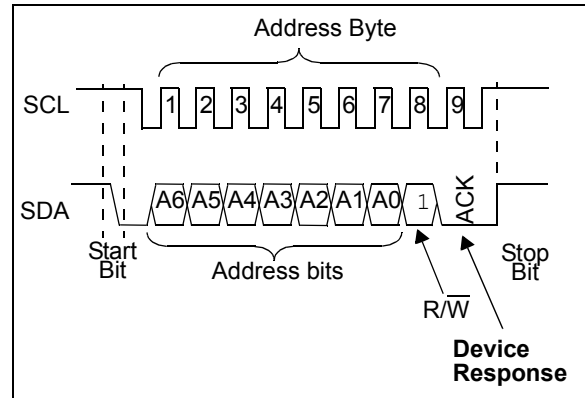 Address Byte
SCL 1 2 3 4 5 6 7 8 9
SDA A6 A5 A4 A3 A2 A1 A0 1 ACK
Start
Bit
Address bits
Stop
Bit
R/W̅
Device
Response